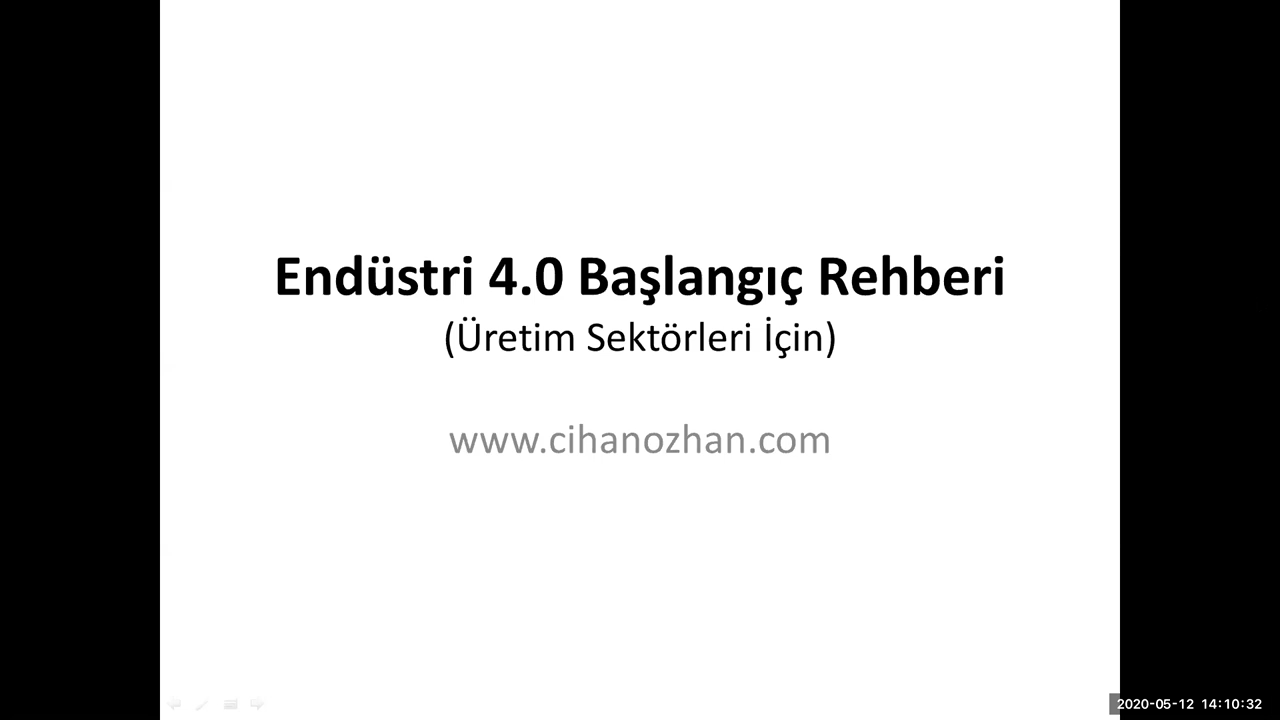 Endüstri 4.0 Başlangıç Rehberi
(Üretim Sektörleri İçin)
www.cihanozhan.com
2020-05-12 14:10:32